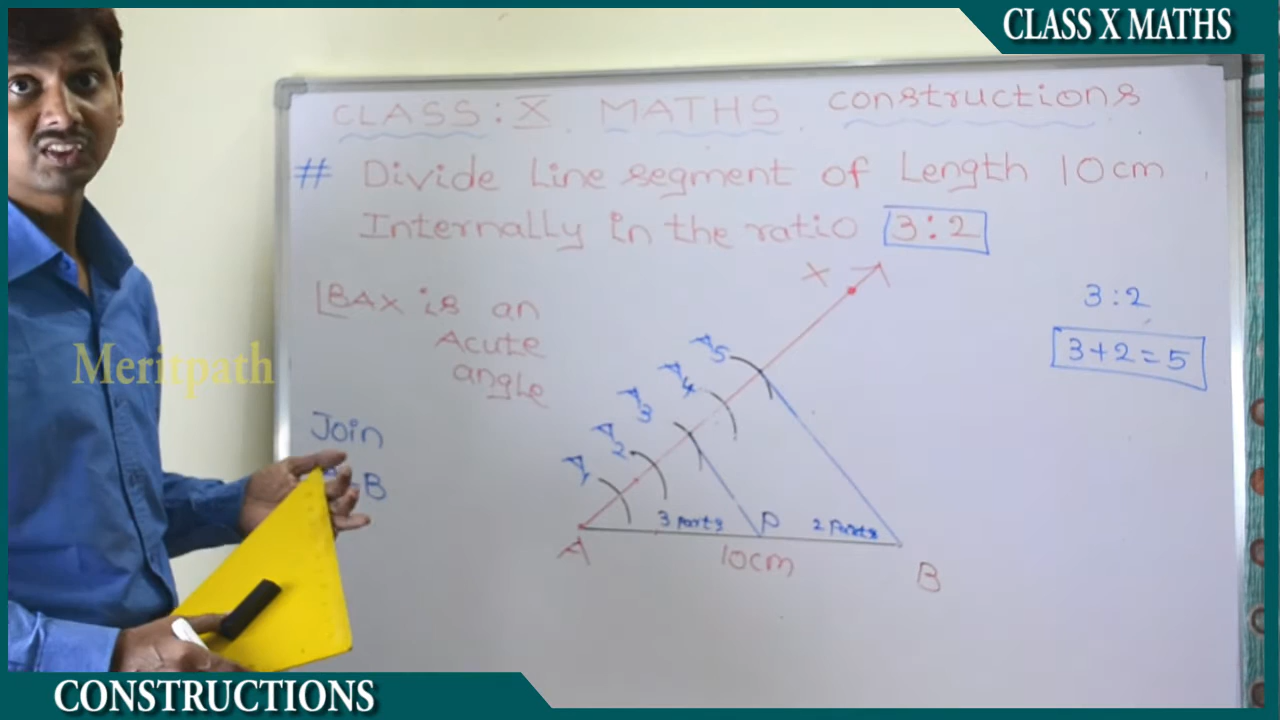 CLASS X MATHS
CLASS : X MATHS constructions
# Divide Line segment of Length 10cm
Internally in the ratio 3:2
X
∠BAX is an
Acute
angle
3:2
3+2=5
Meritpath
A5
A4
A3
A2
A1
Join
B
3 parts P 2 parts
A 10cm B
CONSTRUCTIONS